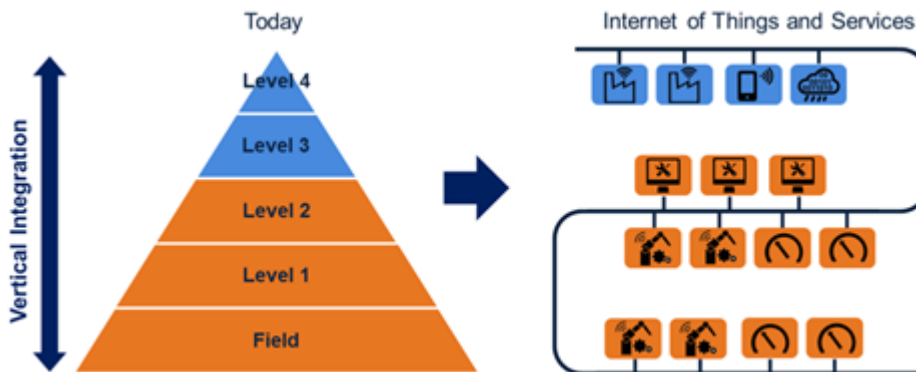 Today
Internet of Things and Services
Vertical Integration
Level 4
Level 3
Level 2
Level 1
Field